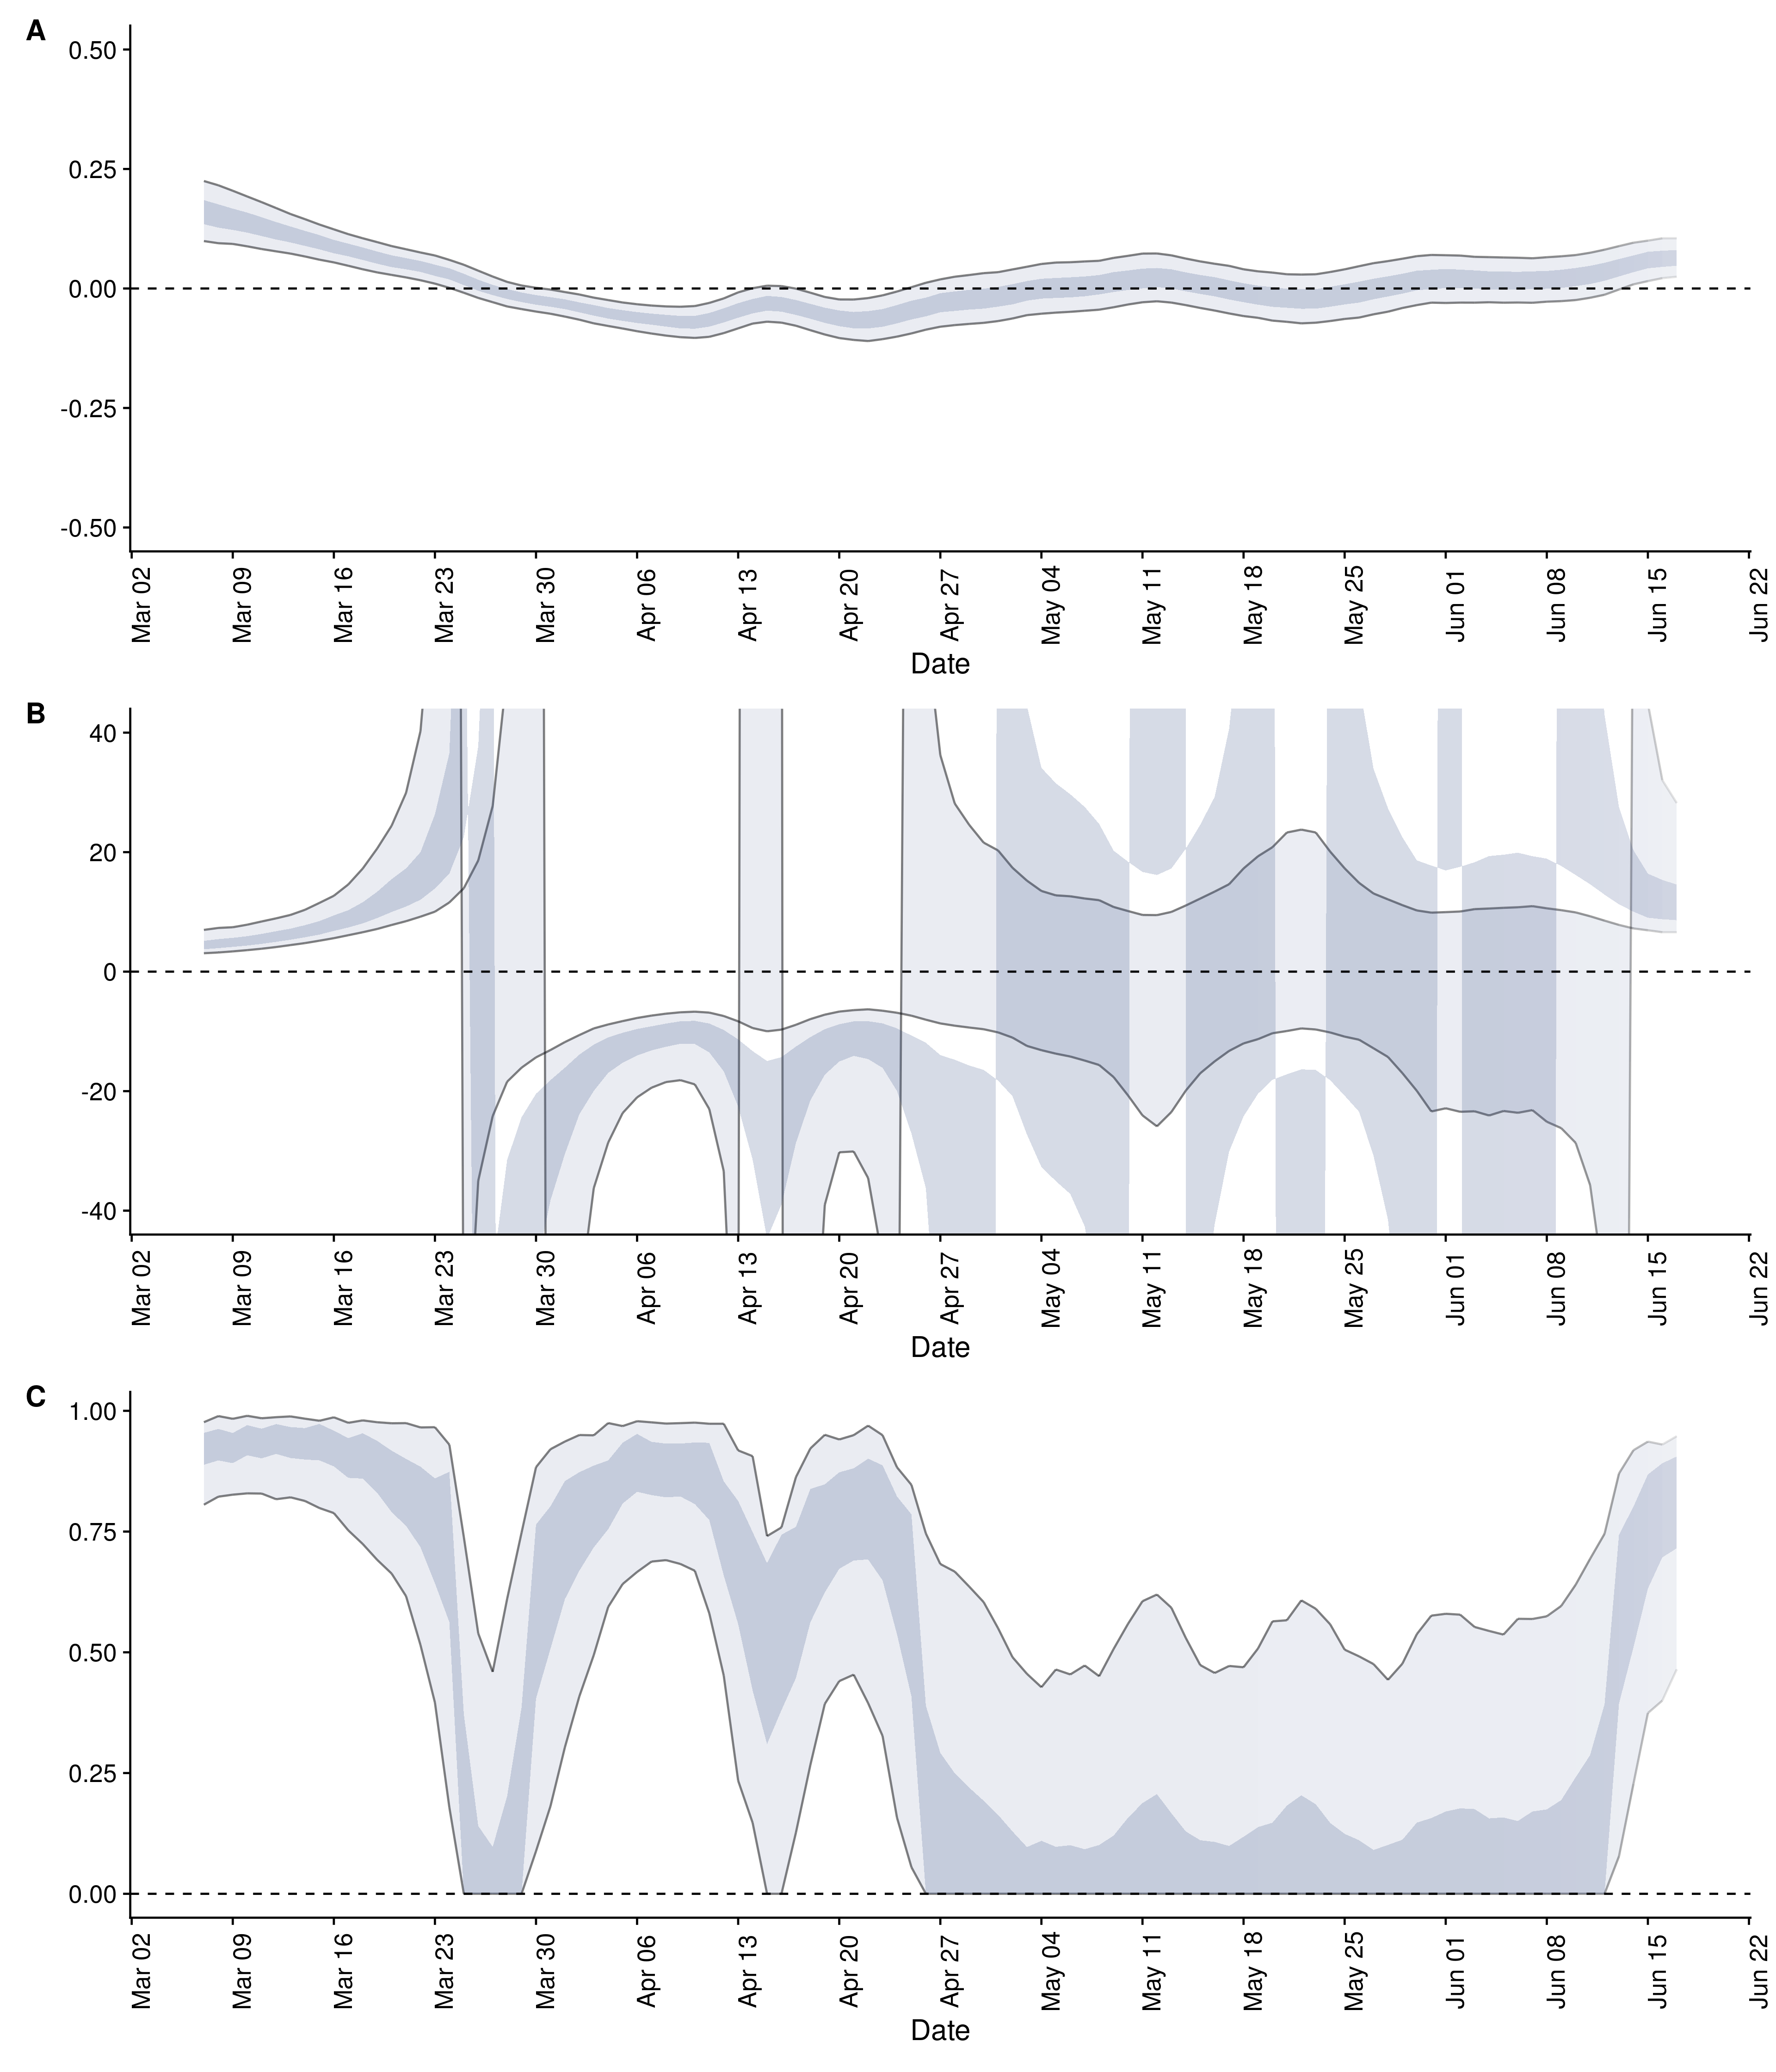 A
0.50
0.25
0.00
-0.25
-0.50
Mar 02
Mar 09
Mar 16
Mar 23
Mar 30
Apr 06
Apr 13
Apr 20
Apr 27
May 04
May 11
May 18
May 25
Jun 01
Jun 08
Jun 15
Jun 22
Date
B
40
20
0
-20
-40
Mar 02
Mar 09
Mar 16
Mar 23
Mar 30
Apr 06
Apr 13
Apr 20
Apr 27
May 04
May 11
May 18
May 25
Jun 01
Jun 08
Jun 15
Jun 22
Date
C
1.00
0.75
0.50
0.25
0.00
Mar 02
Mar 09
Mar 16
Mar 23
Mar 30
Apr 06
Apr 13
Apr 20
Apr 27
May 04
May 11
May 18
May 25
Jun 01
Jun 08
Jun 15
Jun 22
Date